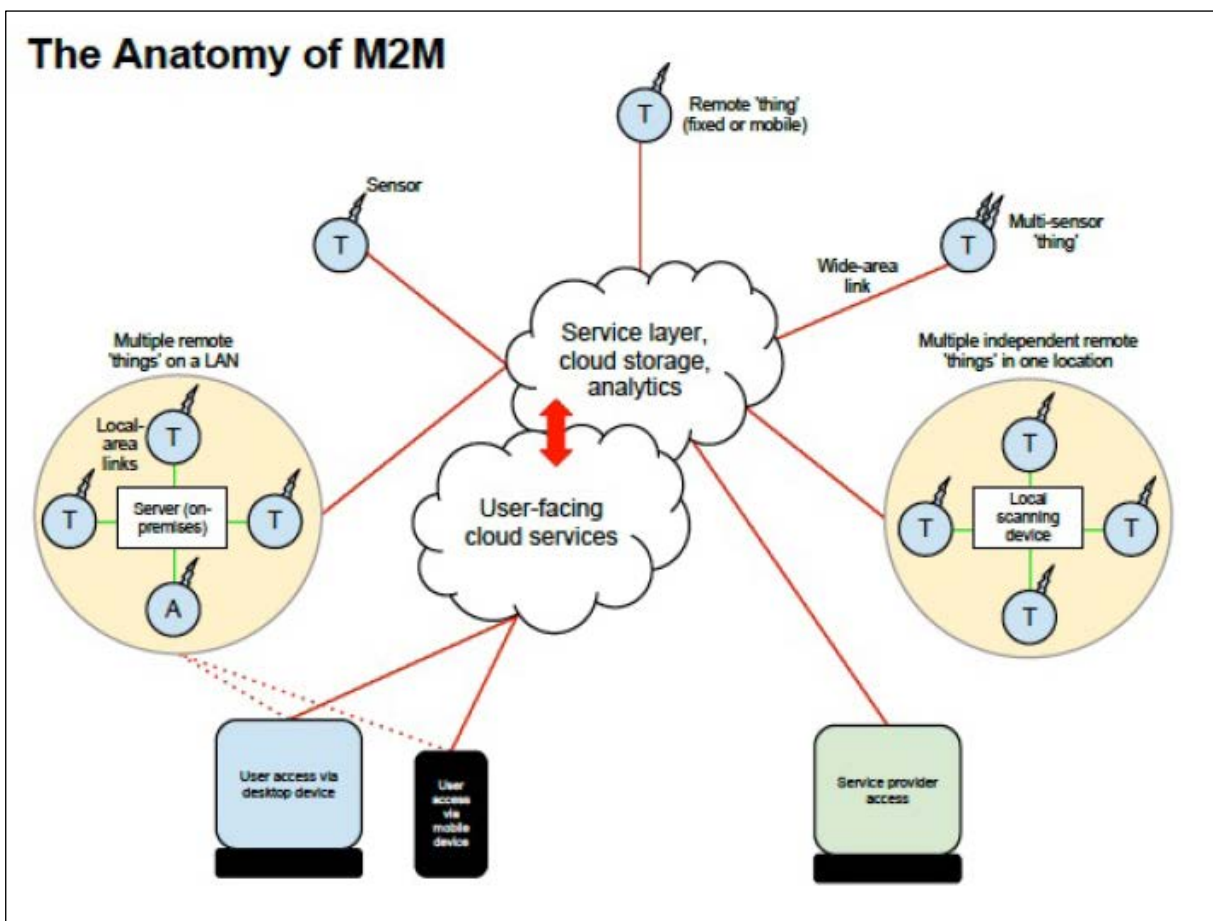 The Anatomy of M2M
T
Remote 'thing'
(fixed or mobile)
Sensor
T
T
Multi-sensor
'thing'
Wide-area
link
Service layer,
cloud storage,
analytics
Multiple remote
'things' on a LAN
Local-
area
links
T
T
Server (on-
premises)
T
A
Multiple independent remote
'things' in one location
T
T
Local
scanning
device
T
T
User-facing
cloud services
User access via
desktop device
User
access
via
mobile
device
Service provider
access